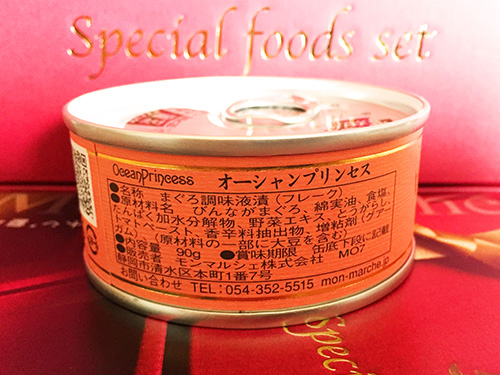 Special foods set
OceanPrincess オーシャンプリンセス
●名称 まぐろ調味液漬（フレーク）
●原材料名 びんながまぐろ、綿実油、食塩、
たんぱく加水分解物、野菜エキス、とうがらし、
トペースト、香辛料抽出物、増粘剤（グアー
ガム）、（原材料の一部に大豆を含む）
●内容量 90g ●賞味期限 缶底下段に記載
●販売者 モンマルシェ株式会社 MO7
静岡市清水区本町1番7号
お問い合わせ TEL：054-352-5515 mon-marche.jp
Special